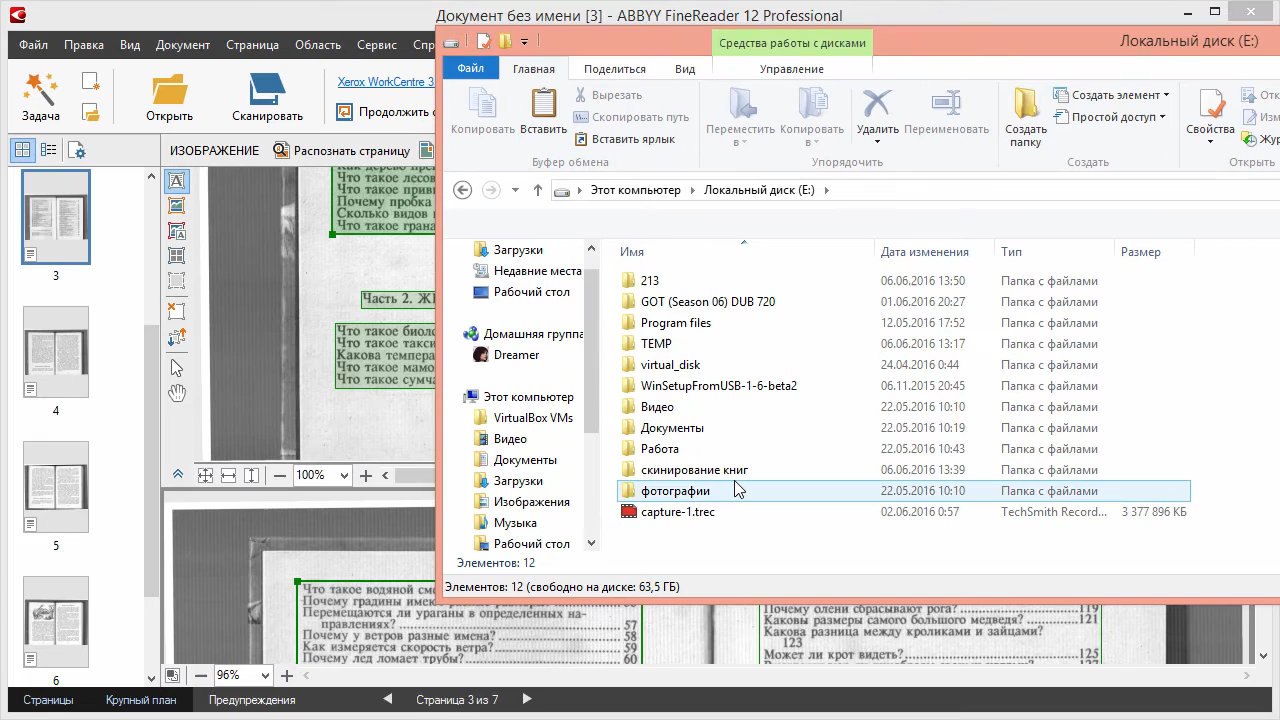 Документ без имени [3] - ABBYY FineReader 12 Professional
Файл Правка Вид Документ Страница Область Сервис
Задача
Открыть
Сканировать
Xerox WorkCentre 3
Продолжить
ИЗОБРАЖЕНИЕ
Распознать страницу
3
4
5
6
Что такое лесо
Что такое прив
Почему пробка
Сколько видов
Что такое гран
Часть 2.
Что такое биол
Что такое такси
Какова темпера
Что такое мамо
Что такое сумча
100%
Что такое водяной
Почему градины
Перемещаются ли ураганы в определенных на-
правлениях? 57
Почему у ветров разные имена? 58
Как измеряется скорость ветра? 59
Почему лед ломает трубы? 60
Почему олени сбрасывают рога? 119
Каковы размеры самого большого медведя? 121
Какова разница между кроликами и зайцами?
123
Может ли крот видеть? 125
96%
Страницы
Крупный план
Предупреждения
Страница 3 из 7
Средства работы с дисками
Локальный диск (E:)
Файл
Главная
Поделиться
Вид
Управление
Копировать
Вставить
Вырезать
Скопировать путь
Вставить ярлык
Буфер обмена
Переместить в
Копировать в
Удалить
Переименовать
Упорядочить
Создать папку
Создать элемент
Простой доступ
Создать
Свойства
Открыть
Этот компьютер
Локальный диск (E:)
Загрузки
Недавние места
Рабочий стол
Домашняя группа
Dreamer
Этот компьютер
VirtualBox VMs
Видео
Документы
Загрузки
Изображения
Музыка
Рабочий стол
Имя Дата изменения Тип Размер
213 06.06.2016 13:50 Папка с файлами
GOT (Season 06) DUB 720 01.06.2016 20:27 Папка с файлами
Program files 12.05.2016 17:52 Папка с файлами
TEMP 06.06.2016 13:17 Папка с файлами
virtual_disk 24.04.2016 0:44 Папка с файлами
WinSetupFromUSB-1-6-beta2 06.11.2015 20:45 Папка с файлами
Видео 22.05.2016 10:10 Папка с файлами
Документы 22.05.2016 10:19 Папка с файлами
Работа 22.05.2016 10:43 Папка с файлами
скинирование книг 06.06.2016 13:39 Папка с файлами
фотографии 22.05.2016 10:10 Папка с файлами
capture-1.trec 02.06.2016 0:57 TechSmith Record... 3 377 896 КБ
Элементов: 12
Элементов: 12 (свободно на диске: 63,5 ГБ)